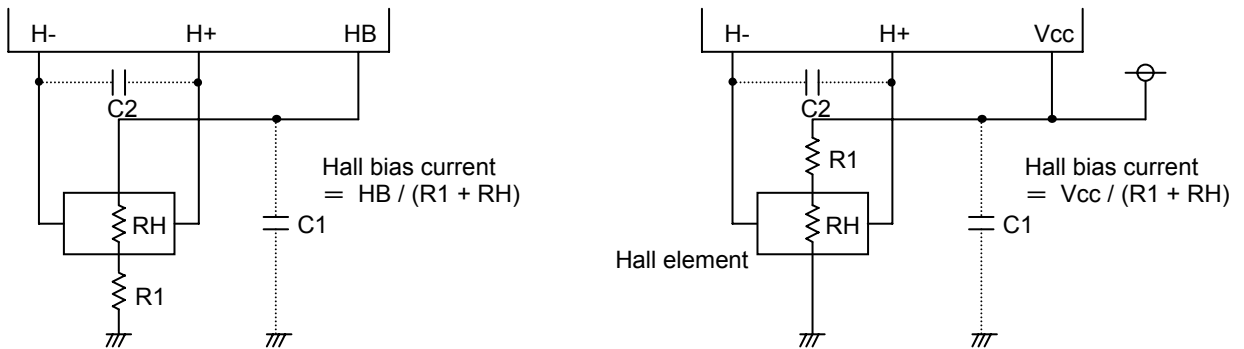 H-
H+
HB
C2
Hall bias current
= HB / (R1 + RH)
RH
C1
R1
H-
H+
Vcc
C2
R1
Hall bias current
= Vcc / (R1 + RH)
RH
C1
Hall element